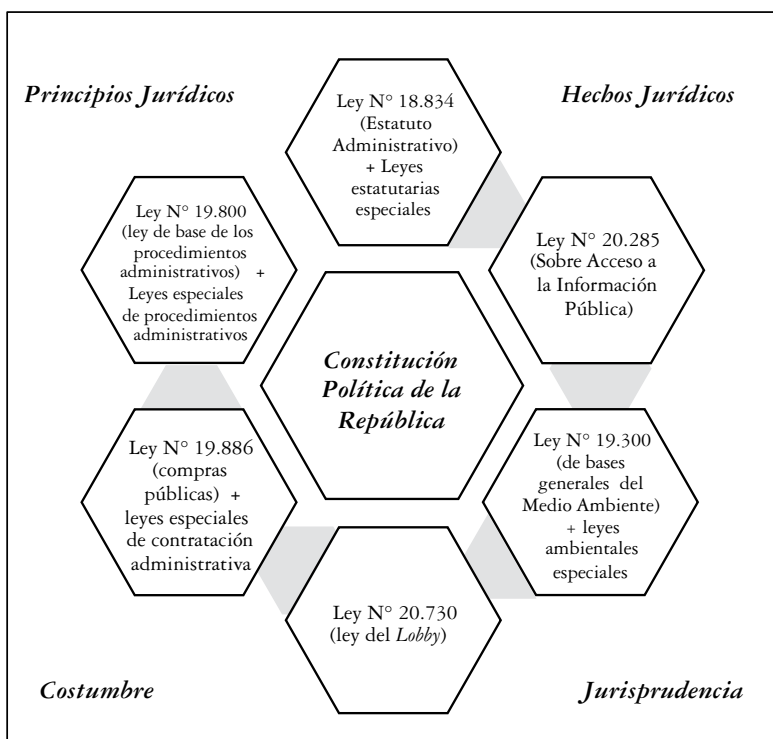 Principios Jurídicos
Hechos Jurídicos
Ley N° 18.834
(Estatuto
Administrativo)
+ Leyes
estatutarias
especiales
Ley N° 19.800
(ley de base de los
procedimientos
administrativos) +
Leyes especiales
de procedimientos
administrativos
Ley N° 20.285
(Sobre Acceso a
la Información
Pública)
Constitución
Política de la
República
Ley N° 19.886
(compras
públicas) +
leyes especiales
de contratación
administrativa
Ley N° 19.300
(de bases
generales del
Medio Ambiente)
+ leyes
ambientales
especiales
Ley N° 20.730
(ley del Lobby)
Costumbre
Jurisprudencia